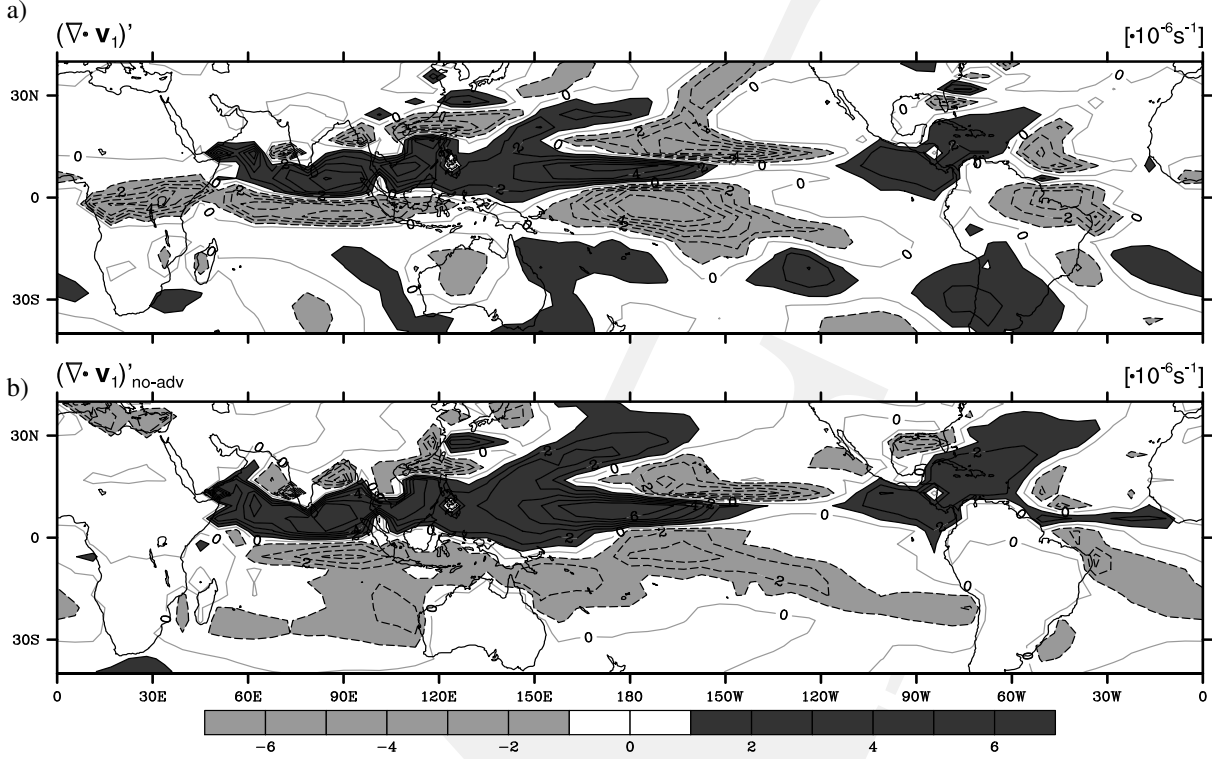 a)
(∇· v₁)’ [·10⁻⁶s⁻¹]
30N
0
30S
b)
(∇· v₁)’no-adv [·10⁻⁶s⁻¹]
30N
0
30S
0 30E 60E 90E 120E 150E 180 150W 120W 90W 60W 30W 0
−6 −4 −2 0 2 4 6